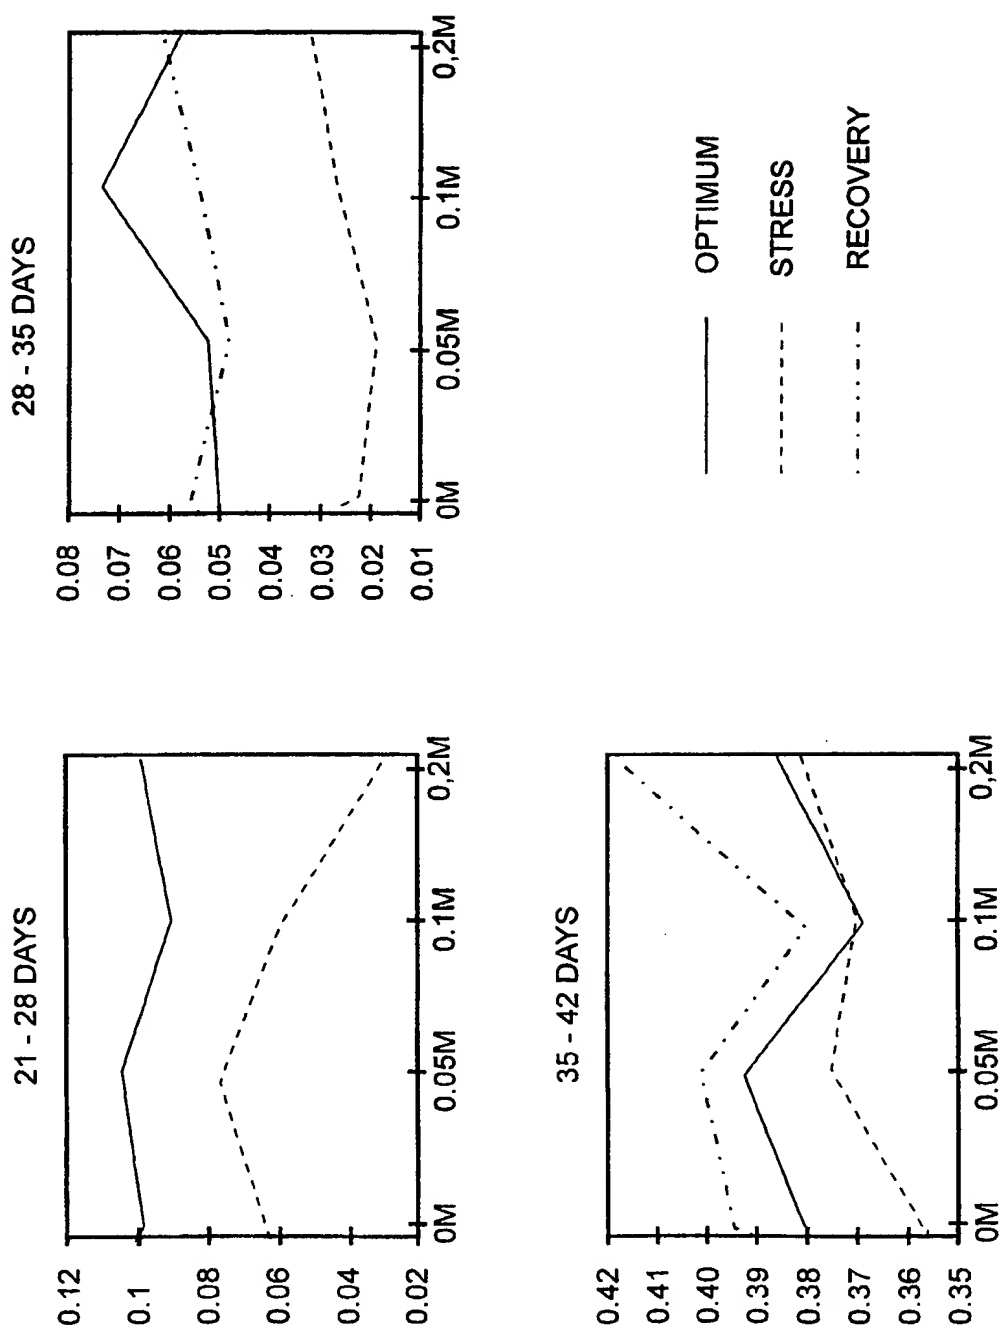 21 - 28 DAYS
0.12
0.1
0.08
0.06
0.04
0.02
0M
0.05M
0.1M
0,2M
28 - 35 DAYS
0.08
0.07
0.06
0.05
0.04
0.03
0.02
0.01
0M
0.05M
0.1M
0,2M
35 - 42 DAYS
0.42
0.41
0.40
0.39
0.38
0.37
0.36
0.35
0M
0.05M
0.1M
0,2M
OPTIMUM
STRESS
RECOVERY